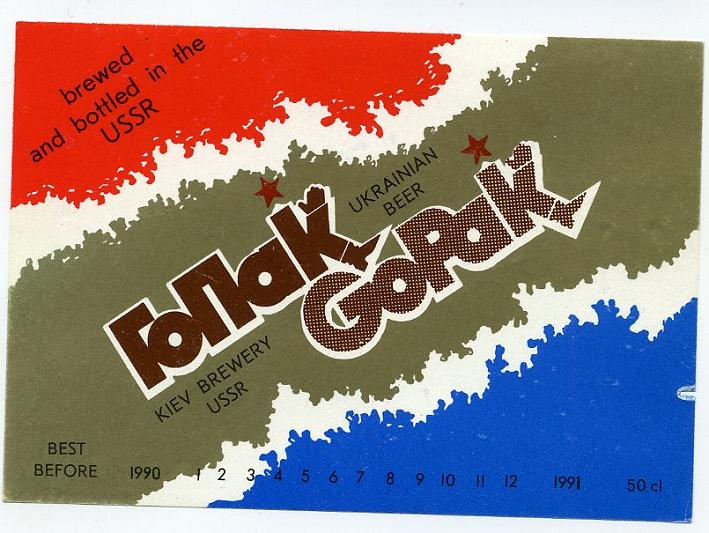 brewed
and bottled in the
USSR
UKRAINIAN
BEER
Гопак
GoPak
KIEV BREWERY
USSR
BEST
BEFORE 1990 1 2 3 4 5 6 7 8 9 10 11 12 1991 50 cl